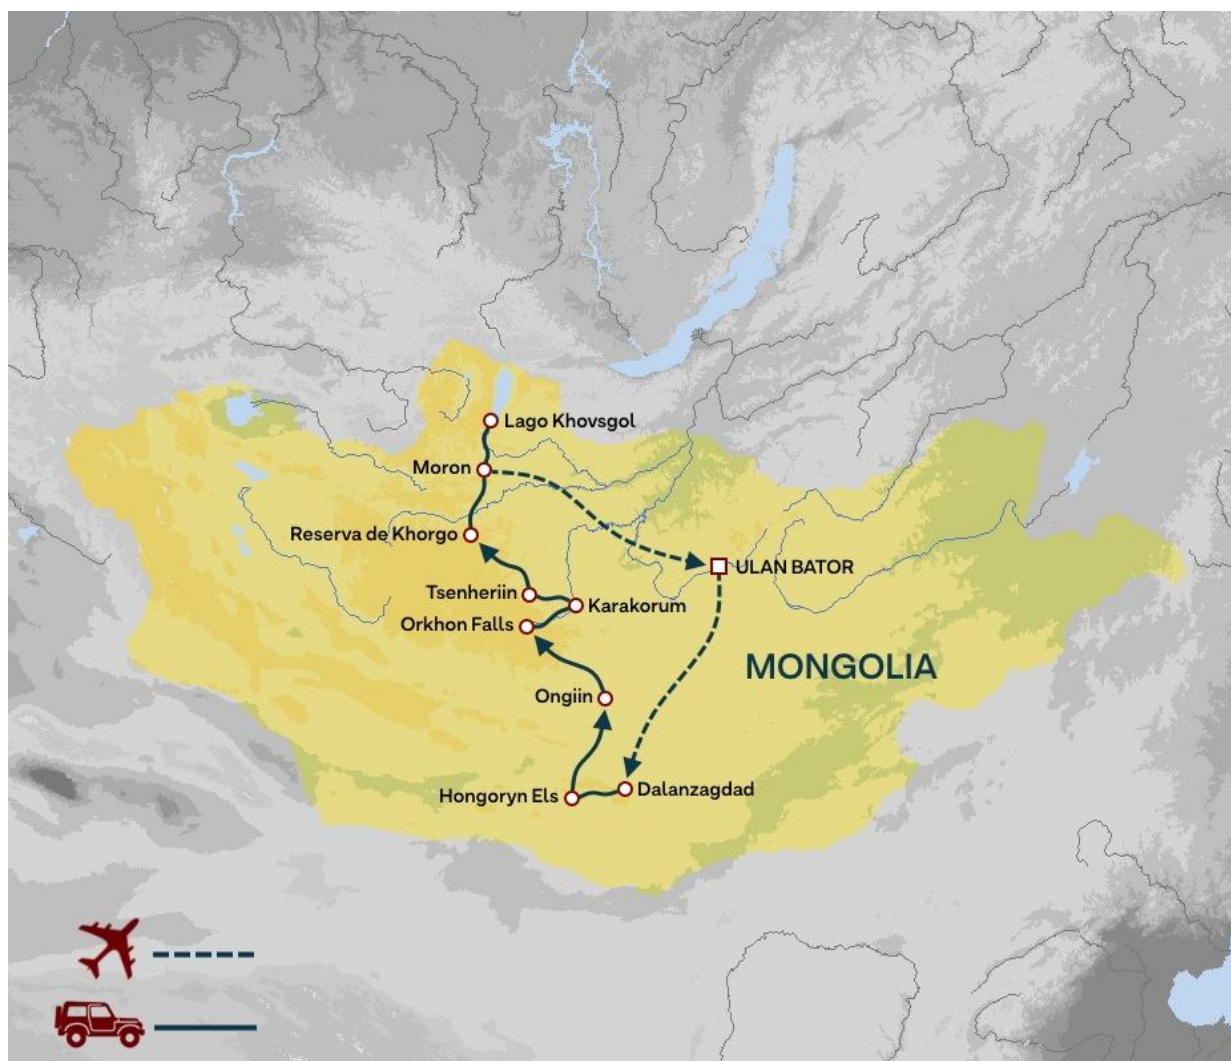 Lago Khovsgol
Moron
Reserva de Khorgo
ULAN BATOR
Tsenheriin
Karakorum
Orkhon Falls
MONGOLIA
Ongiin
Dalanzagdad
Hongoryn Els